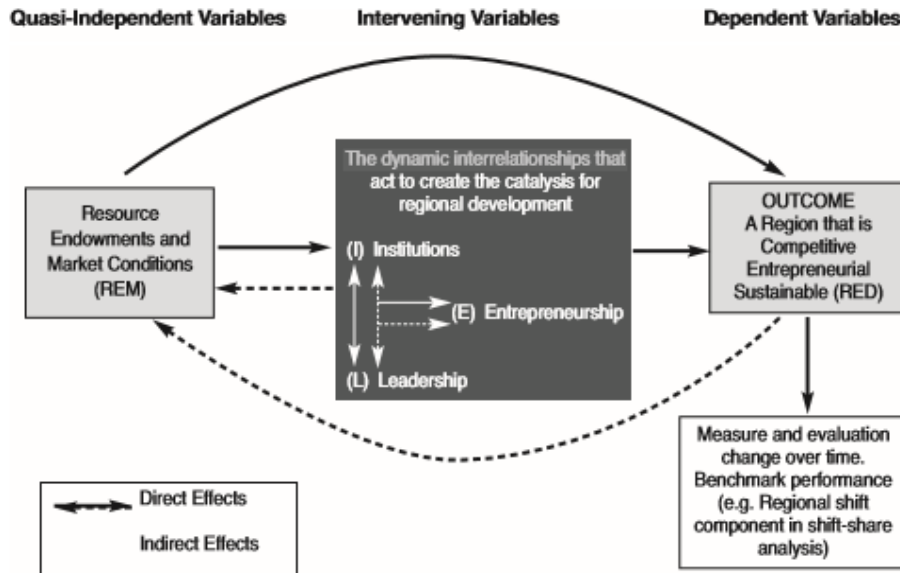 Quasi-Independent Variables
Intervening Variables
Dependent Variables
The dynamic interrelationships that
act to create the catalysis for
regional development
Resource
Endowments and
Market Conditions
(REM)
(I) Institutions
(E) Entrepreneurship
(L) Leadership
OUTCOME
A Region that is
Competitive
Entrepreneurial
Sustainable (RED)
Measure and evaluation
change over time.
Benchmark performance
(e.g. Regional shift
component in shift-share
analysis)
Direct Effects
Indirect Effects